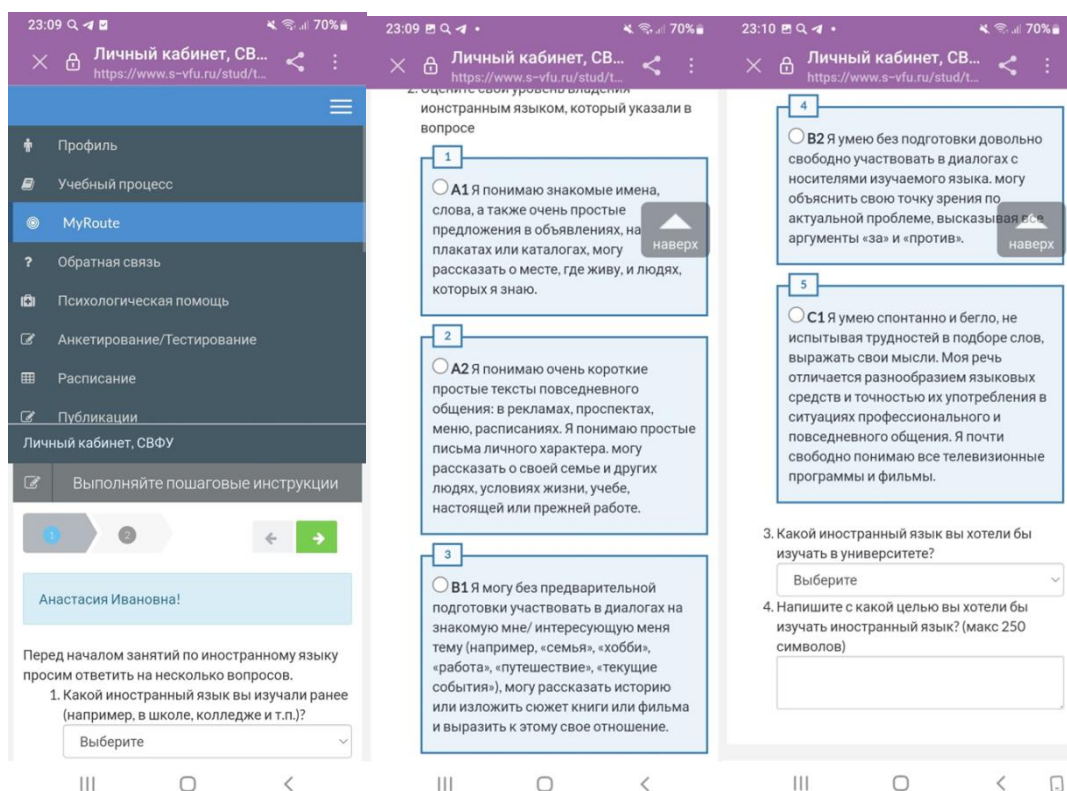 23:09
70%
Личный кабинет, СВ...
https://www.s-vfu.ru/stud/t...
Профиль
Учебный процесс
MyRoute
? Обратная связь
Психологическая помощь
Анкетирование/Тестирование
Расписание
Публикации
Личный кабинет, СВФУ
Выполняйте пошаговые инструкции
1 2
Анастасия Ивановна!
Перед началом занятий по иностранному языку
просим ответить на несколько вопросов.
1. Какой иностранный язык вы изучали ранее
(например, в школе, колледже и т.п.)?
Выберите
23:09
70%
Личный кабинет, СВ...
https://www.s-vfu.ru/stud/t...
2. Оцените свой уровень владения
ионстранным языком, который указали в
вопросе
1
А1 Я понимаю знакомые имена,
слова, а также очень простые
предложения в объявлениях, на
плакатах или каталогах, могу
рассказать о месте, где живу, и людях,
которых я знаю.
наверх
2
А2 Я понимаю очень короткие
простые тексты повседневного
общения: в рекламах, проспектах,
меню, расписаниях. Я понимаю простые
письма личного характера. могу
рассказать о своей семье и других
людях, условиях жизни, учебе,
настоящей или прежней работе.
3
В1 Я могу без предварительной
подготовки участвовать в диалогах на
знакомую мне/ интересующую меня
тему (например, «семья», «хобби»,
«работа», «путешествие», «текущие
события»), могу рассказать историю
или изложить сюжет книги или фильма
и выразить к этому свое отношение.
23:10
70%
Личный кабинет, СВ...
https://www.s-vfu.ru/stud/t...
4
В2 Я умею без подготовки довольно
свободно участвовать в диалогах с
носителями изучаемого языка. могу
объяснить свою точку зрения по
актуальной проблеме, высказывая все
аргументы «за» и «против».
наверх
5
С1 Я умею спонтанно и бегло, не
испытывая трудностей в подборе слов,
выражать свои мысли. Моя речь
отличается разнообразием языковых
средств и точностью их употребления в
ситуациях профессионального и
повседневного общения. Я почти
свободно понимаю все телевизионные
программы и фильмы.
3. Какой иностранный язык вы хотели бы
изучать в университете?
Выберите
4. Напишите с какой целью вы хотели бы
изучать иностранный язык? (макс 250
символов)